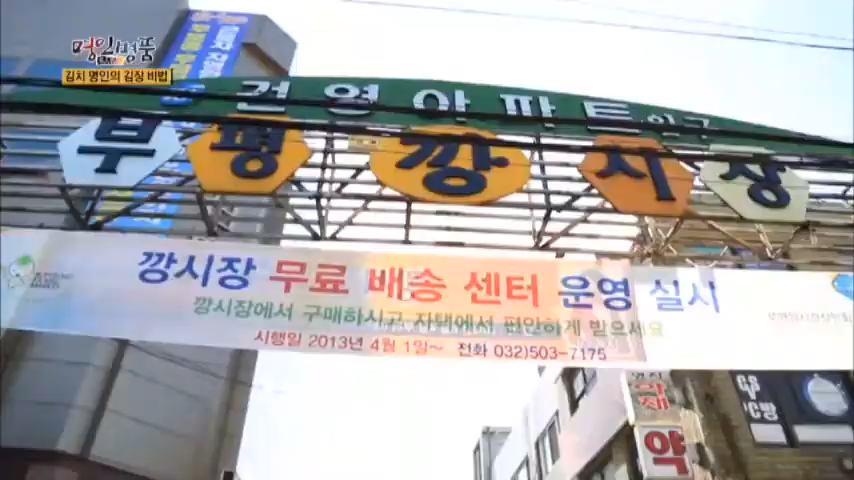 명인명품
김치 명인의 김장 비법
건영아파트 입구
부평깡시장
깡시장 무료 배송 센터 운영 실시
깡시장에서 구매하시고 자택에서 편안하게 받으세요
시행일 2013년 4월 1일~ 전화 032)503-7175
PC방
약